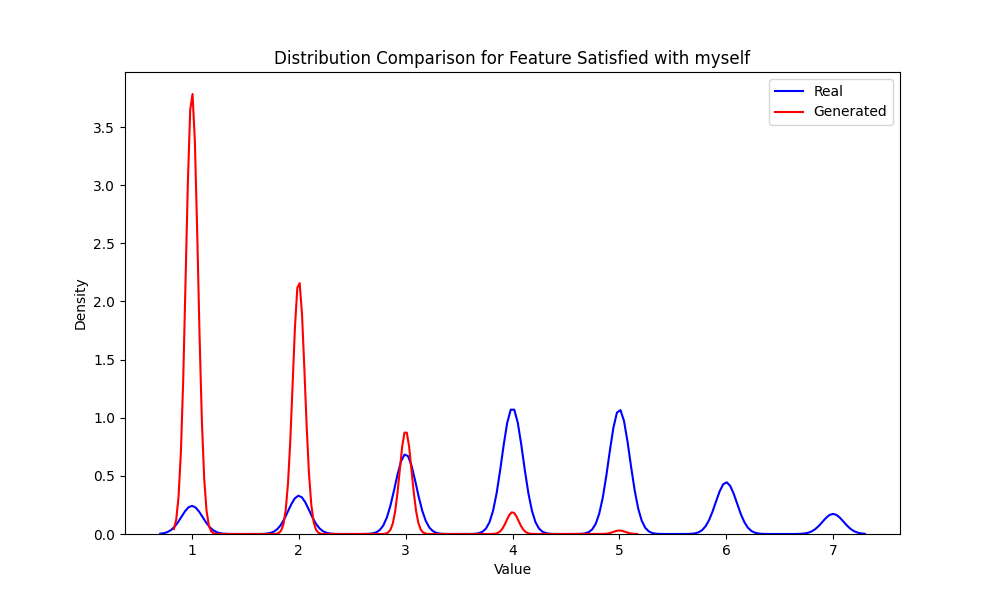 Distribution Comparison for Feature Satisfied with myself
Real
Generated
Density
3.5
3.0
2.5
2.0
1.5
1.0
0.5
0.0
1 2 3 4 5 6 7
Value